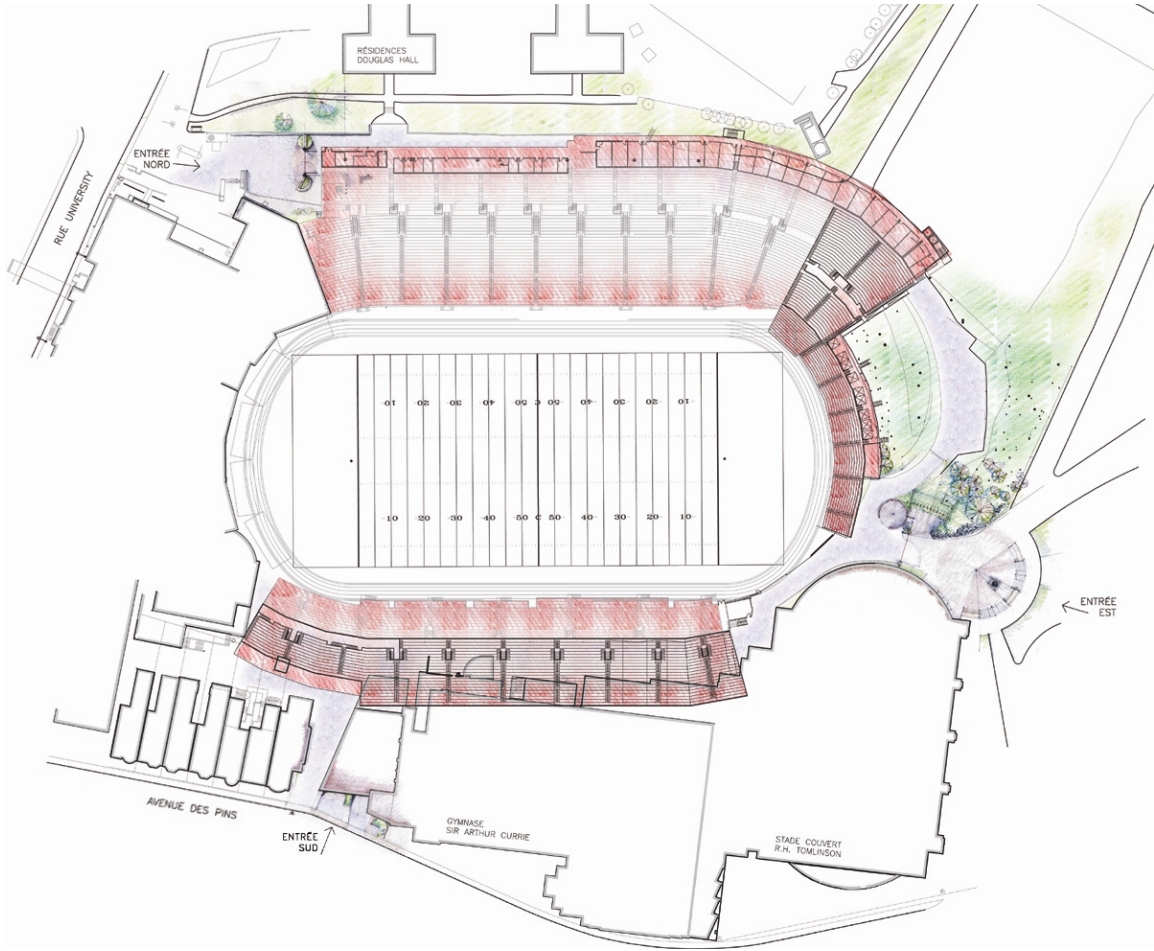 RÉSIDENCES
DOUGLAS HALL
ENTRÉE
NORD
RUE UNIVERSITY
10 20 30 40 50 C 50 40 30 20 10
10 20 30 40 50 C 50 40 30 20 10
ENTRÉE
EST
AVENUE DES PINS
ENTRÉE
SUD
GYMNASE
SIR ARTHUR CURRIE
STADE COUVERT
R.H. TOMLINSON